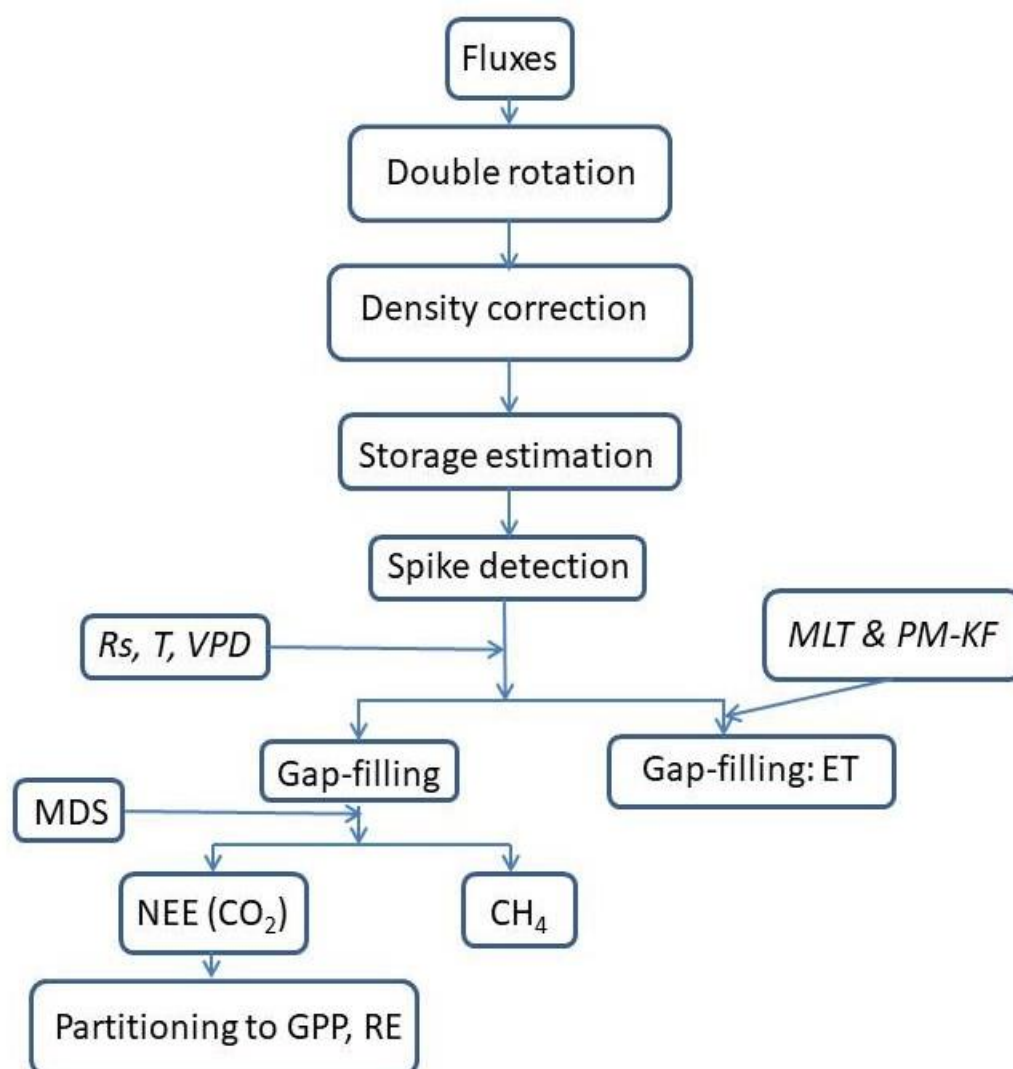 Fluxes
Double rotation
Density correction
Storage estimation
Spike detection
Rs, T, VPD
MLT & PM-KF
Gap-filling
Gap-filling: ET
MDS
NEE (CO₂)
CH₄
Partitioning to GPP, RE